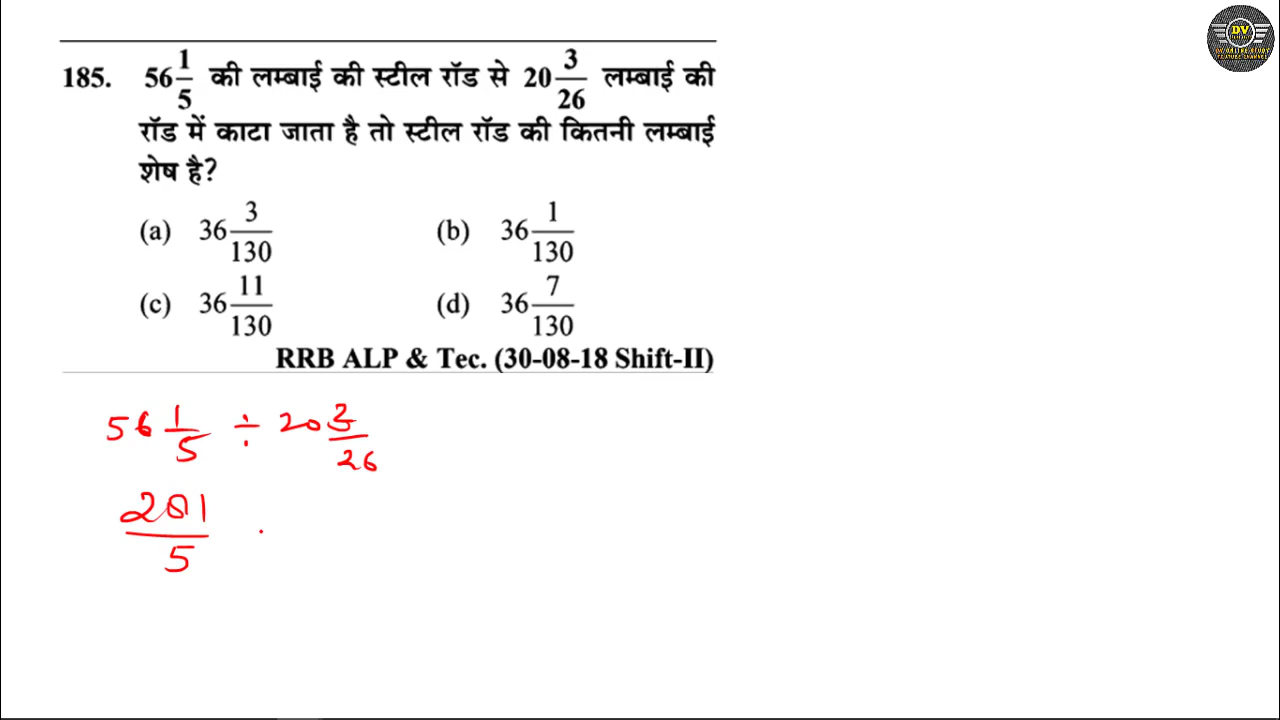 DV
185. 56 1/5 की लम्बाई की स्टील रॉड से 20 3/26 लम्बाई की
रॉड में काटा जाता है तो स्टील रॉड की कितनी लम्बाई
शेष है?
(a) 36 3/130 (b) 36 1/130
(c) 36 11/130 (d) 36 7/130
RRB ALP & Tec. (30-08-18 Shift-II)
56 1/5 ÷ 20 3/26
281/5